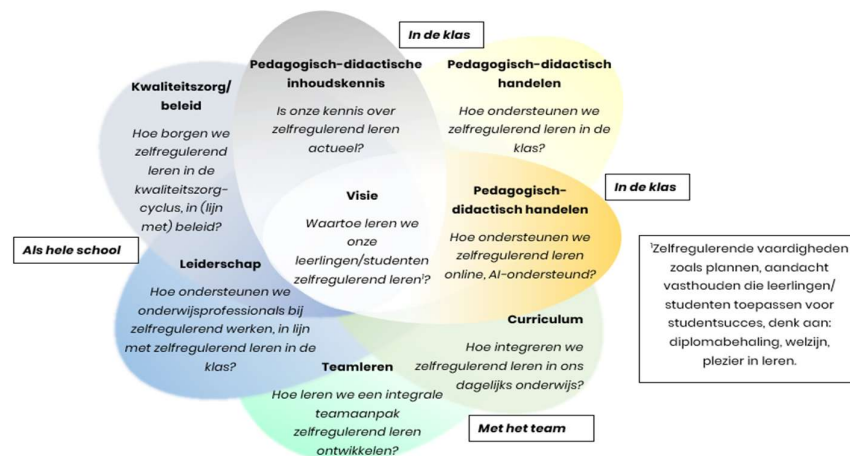 In de klas
Pedagogisch-didactische
inhoudskennis
Is onze kennis over
zelfregulerend leren
actueel?
Pedagogisch-didactisch
handelen
Hoe ondersteunen we
zelfregulerend leren in de
klas?
Kwaliteitszorg/
beleid
Hoe borgen we
zelfregulerend
leren in de
kwaliteitszorg-
cyclus, in (lijn
met) beleid?
In de klas
Visie
Waartoe leren we
onze
leerlingen/studenten
zelfregulerend leren¹?
Pedagogisch-
didactisch handelen
Hoe ondersteunen we
zelfregulerend leren
online, AI-ondersteund?
Als hele school
Leiderschap
Hoe ondersteunen we
onderwijsprofessionals bij
zelfregulerend werken, in lijn
met zelfregulerend leren in de
klas?
¹Zelfregulerende vaardigheden
zoals plannen, aandacht
vasthouden die leerlingen/
studenten toepassen voor
studentsucces, denk aan:
diplomabehaling, welzijn,
plezier in leren.
Curriculum
Hoe integreren we
zelfregulerend leren in ons
dagelijks onderwijs?
Teamleren
Hoe leren we een integrale
teamaanpak
zelfregulerend leren
ontwikkelen?
Met het team